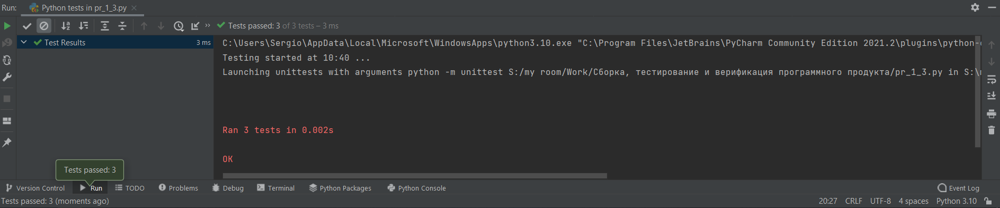 Run: Python tests in pr_1_3.py
Tests passed: 3 of 3 tests – 3 ms
Test Results 3 ms
C:\Users\Sergio\AppData\Local\Microsoft\WindowsApps\python3.10.exe "C:\Program Files\JetBrains\PyCharm Community Edition 2021.2\plugins\python-c
Testing started at 10:40 ...
Launching unittests with arguments python -m unittest S:/my room/Work/Сборка, тестирование и верификация программного продукта/pr_1_3.py in S:\m
Ran 3 tests in 0.002s
OK
Tests passed: 3
Version Control Run TODO Problems Debug Terminal Python Packages Python Console Event Log
Tests passed: 3 (moments ago) 20:27 CRLF UTF-8 4 spaces Python 3.10